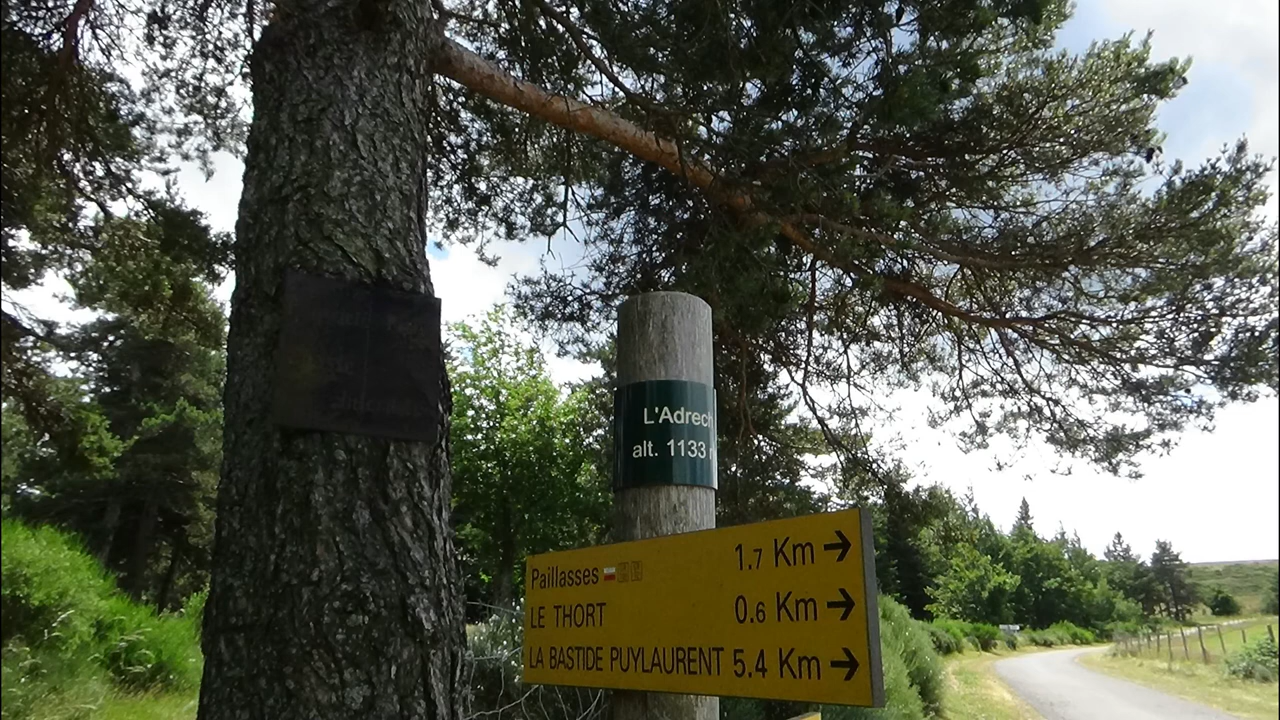 L'Adrech
alt. 1133
Paillasses 1.7 Km →
LE THORT 0.6 Km →
LA BASTIDE PUYLAURENT 5.4 Km →